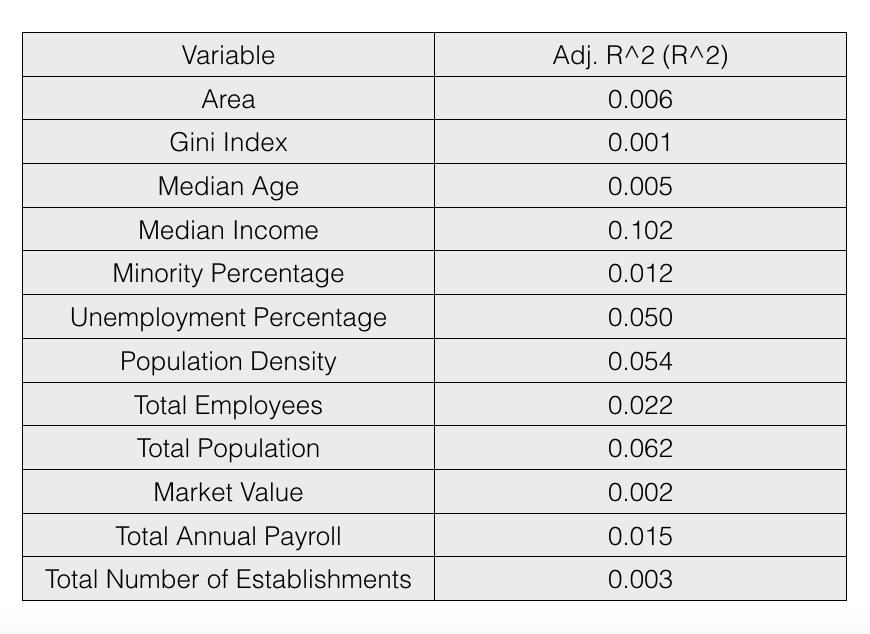 Variable Adj. R^2 (R^2)
Area 0.006
Gini Index 0.001
Median Age 0.005
Median Income 0.102
Minority Percentage 0.012
Unemployment Percentage 0.050
Population Density 0.054
Total Employees 0.022
Total Population 0.062
Market Value 0.002
Total Annual Payroll 0.015
Total Number of Establishments 0.003